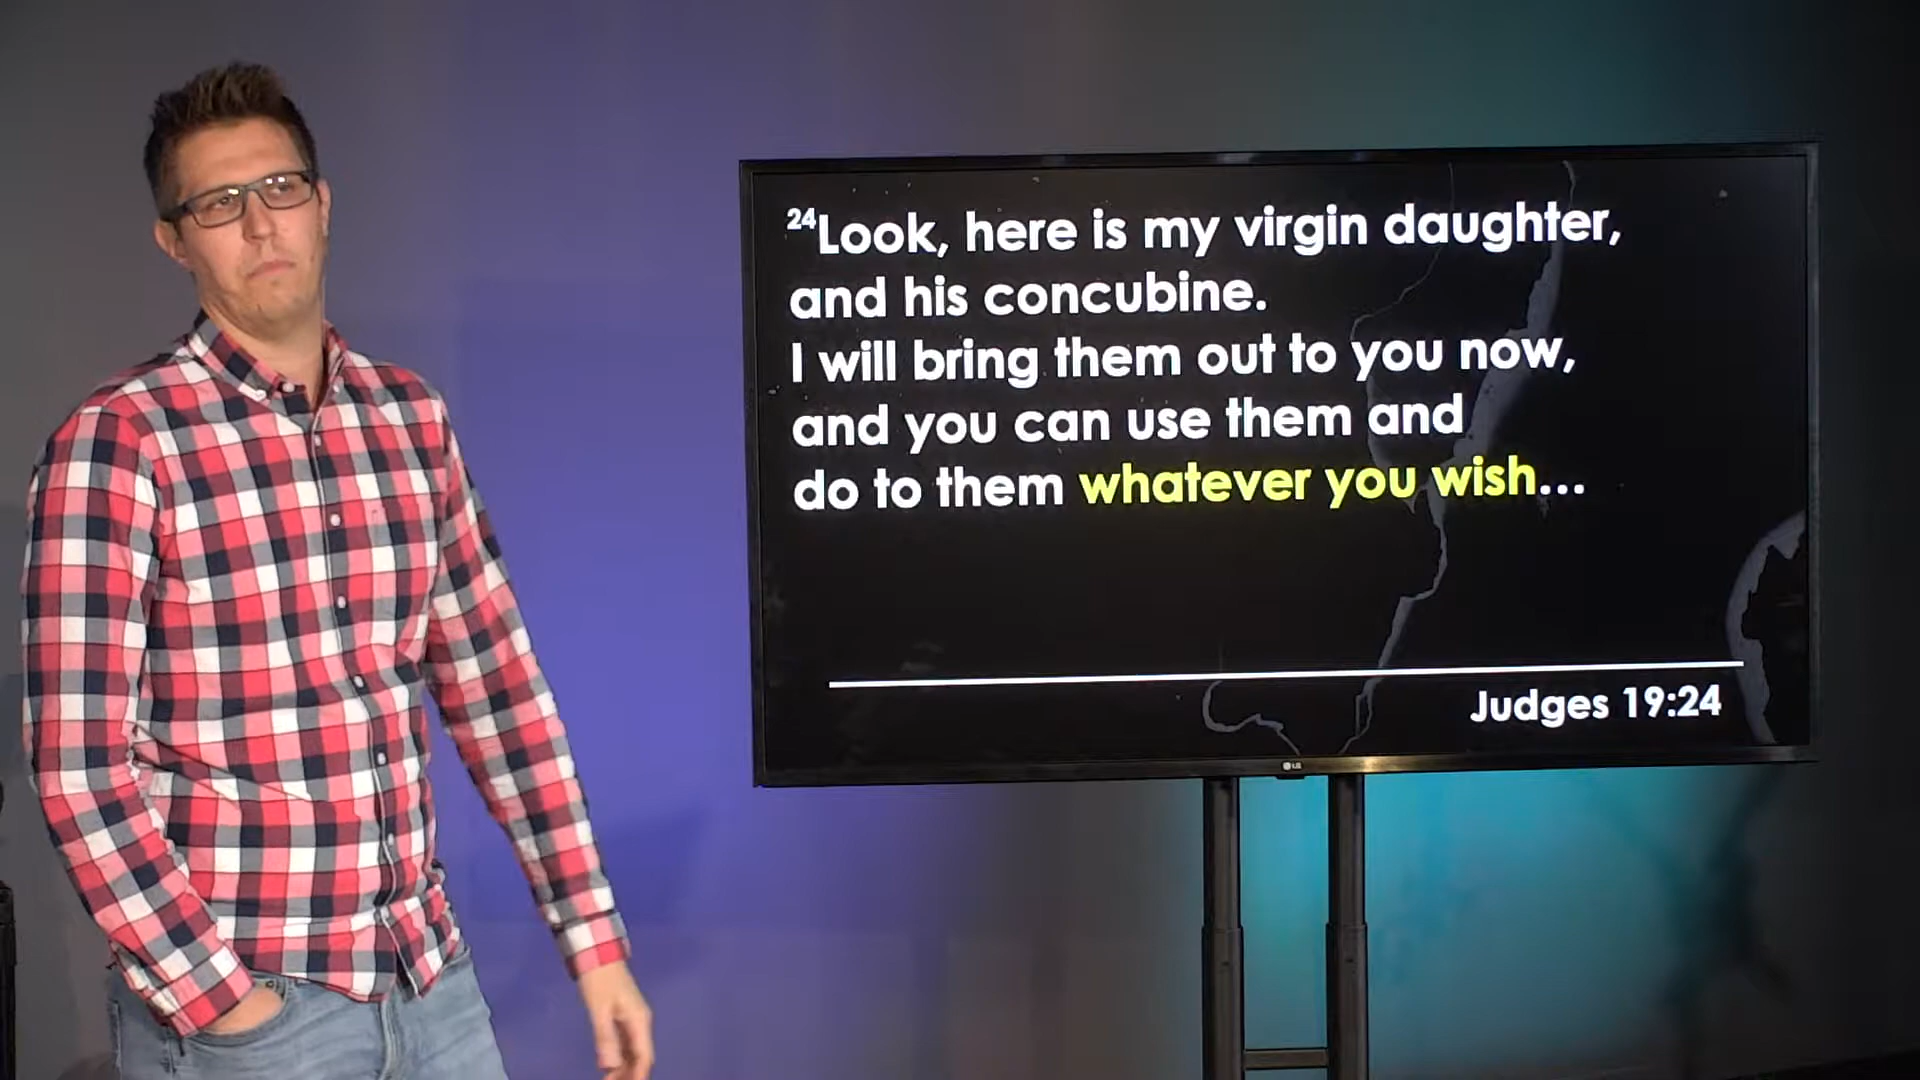 24Look, here is my virgin daughter,
and his concubine.
I will bring them out to you now,
and you can use them and
do to them whatever you wish...
Judges 19:24
LG